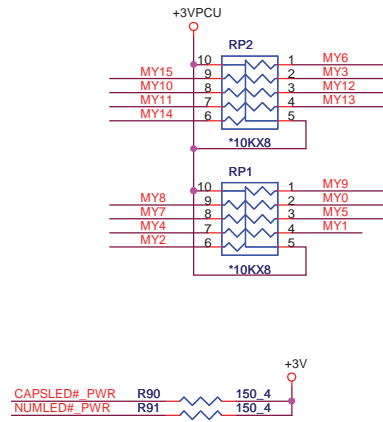 +3VPCU
RP2
10 1 MY6
MY15 9 2 MY3
MY10 8 3 MY12
MY11 7 4 MY13
MY14 6 5
*10KX8
RP1
10 1 MY9
MY8 9 2 MY0
MY7 8 3 MY5
MY4 7 4 MY1
MY2 6 5
*10KX8
+3V
CAPSLED#_PWR R90 150_4
NUMLED#_PWR R91 150_4